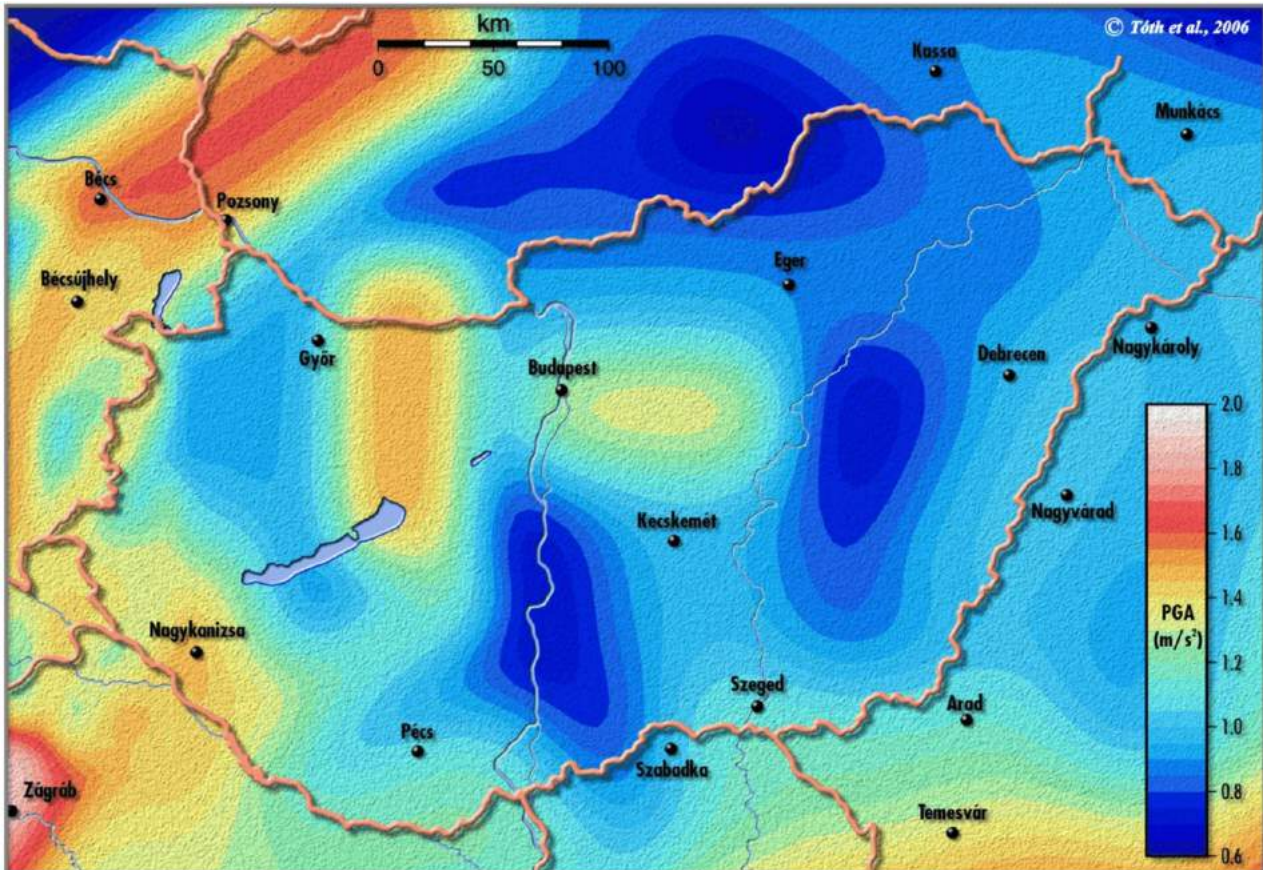 km
0 50 100
© Tóth et al., 2006
Kassa
Munkács
Bécs
Pozsony
Bécsújhely
Eger
Győr
Budapest
Debrecen
Nagykároly
Kecskemét
Nagyvárad
Nagykanizsa
Szeged
Arad
Pécs
Szabadka
Zágráb
Temesvár
2.0
1.8
1.6
1.4
PGA
(m/s²)
1.2
1.0
0.8
0.6